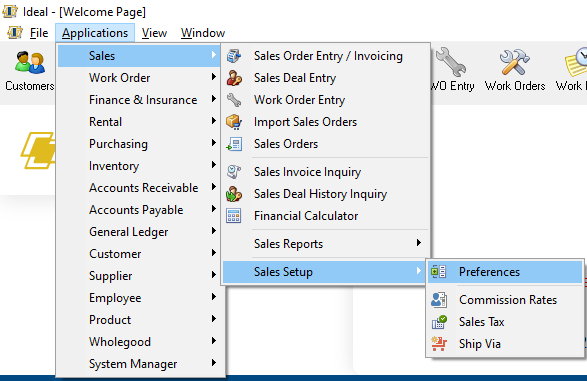 Ideal - [Welcome Page]
File Applications View Window
Customers
WO Entry
Work Orders
Sales
Work Order
Finance & Insurance
Rental
Purchasing
Inventory
Accounts Receivable
Accounts Payable
General Ledger
Customer
Supplier
Employee
Product
Wholegood
System Manager
Sales Order Entry / Invoicing
Sales Deal Entry
Work Order Entry
Import Sales Orders
Sales Orders
Sales Invoice Inquiry
Sales Deal History Inquiry
Financial Calculator
Sales Reports
Sales Setup
Preferences
Commission Rates
Sales Tax
Ship Via